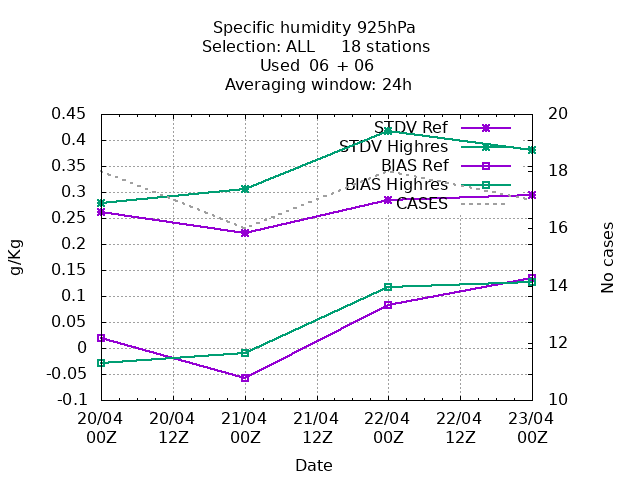 Specific humidity 925hPa
Selection: ALL 18 stations
Used 06 + 06
Averaging window: 24h
0.45
0.4
0.35
0.3
0.25
0.2
0.15
0.1
0.05
0
-0.05
-0.1
g/Kg
STDV Ref
STDV Highres
BIAS Ref
BIAS Highres
CASES
20
18
16
14
12
10
No cases
20/04 20/04 21/04 21/04 22/04 22/04 23/04
00Z 12Z 00Z 12Z 00Z 12Z 00Z
Date